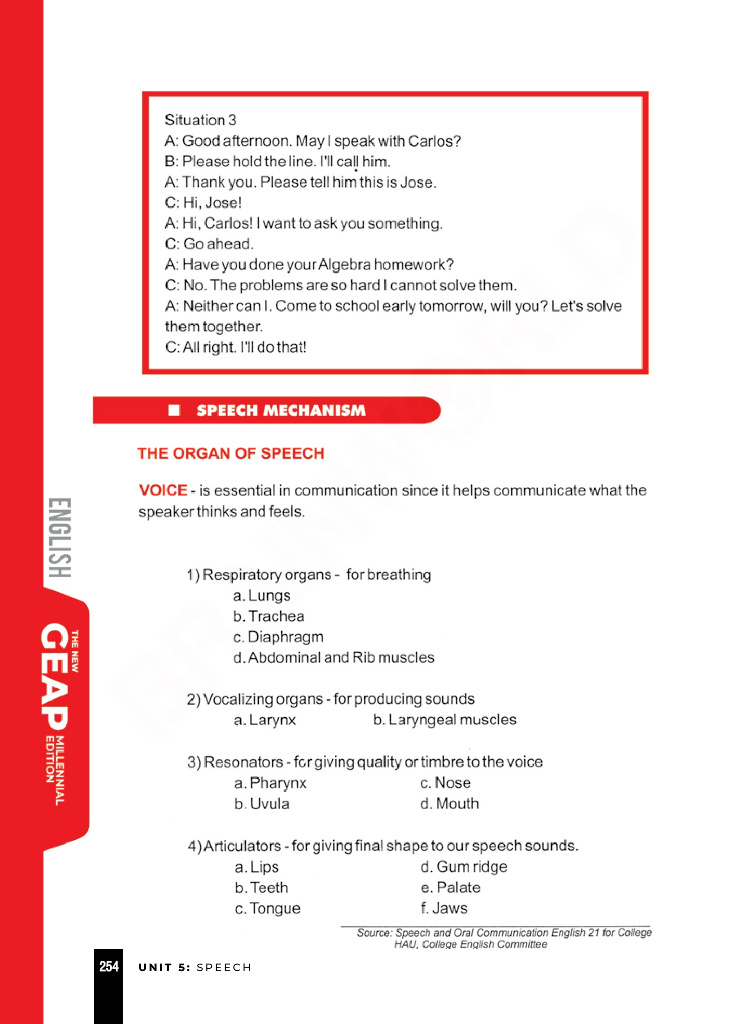 Situation 3
A: Good afternoon. May I speak with Carlos?
B: Please hold the line. I'll call him.
A: Thank you. Please tell him this is Jose.
C: Hi, Jose!
A: Hi, Carlos! I want to ask you something.
C: Go ahead.
A: Have you done your Algebra homework?
C: No. The problems are so hard I cannot solve them.
A: Neither can I. Come to school early tomorrow, will you? Let's solve
them together.
C: All right. I'll do that!
SPEECH MECHANISM
THE ORGAN OF SPEECH
VOICE - is essential in communication since it helps communicate what the
speaker thinks and feels.
1) Respiratory organs - for breathing
a. Lungs
b. Trachea
c. Diaphragm
d. Abdominal and Rib muscles
2) Vocalizing organs - for producing sounds
a. Larynx b. Laryngeal muscles
3) Resonators - for giving quality or timbre to the voice
a. Pharynx c. Nose
b. Uvula d. Mouth
4) Articulators - for giving final shape to our speech sounds.
a. Lips d. Gum ridge
b. Teeth e. Palate
c. Tongue f. Jaws
Source: Speech and Oral Communication English 21 for College
HAU, College English Committee
254 UNIT 5: SPEECH
ENGLISH
THE NEW
GEAP
MILLENNIAL
EDITION